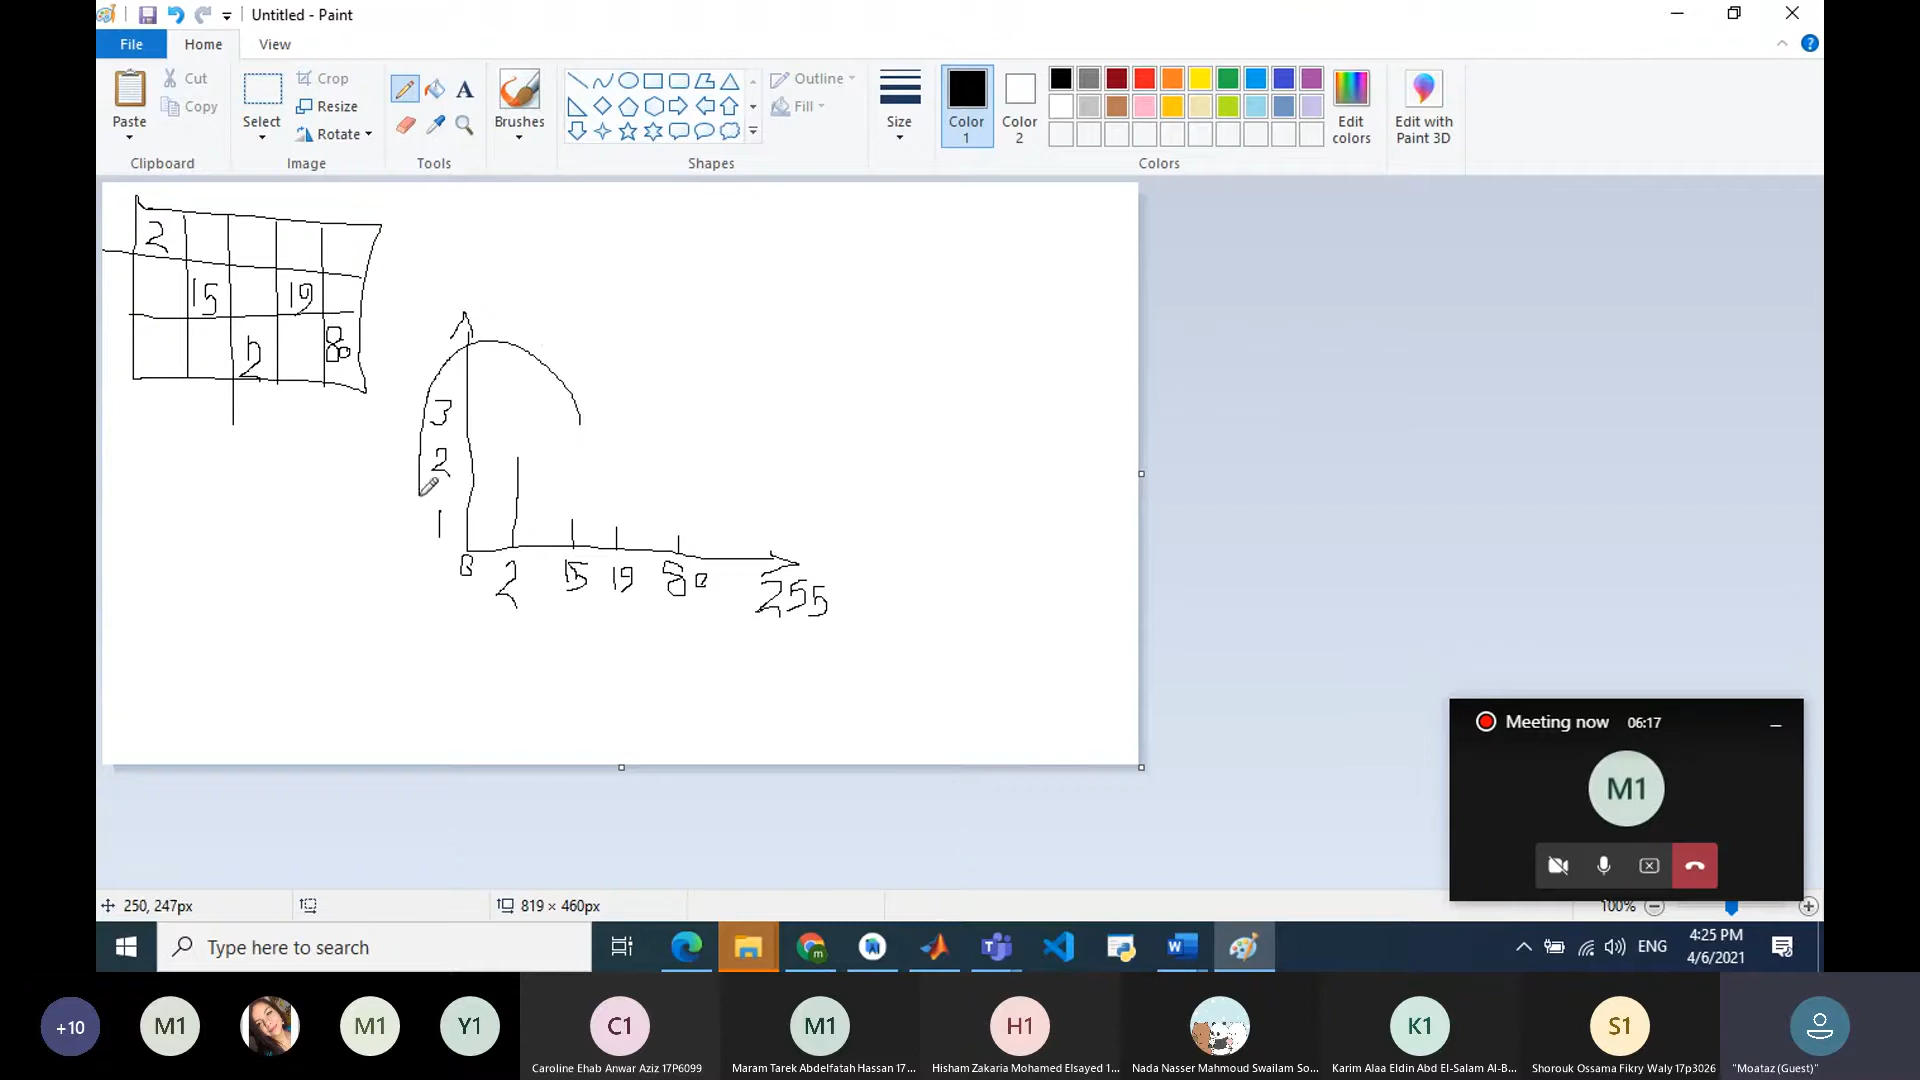 Untitled - Paint
File Home View
Paste
Cut
Copy
Clipboard
Select
Crop
Resize
Rotate
Image
Tools
Brushes
Outline
Fill
Shapes
Size
Color 1
Color 2
Edit colors
Edit with Paint 3D
Colors
2
15 19
2 80
3
2
1
0 2 15 19 80 255
Meeting now 06:17
M1
250, 247px
819 × 460px
100%
Type here to search
ENG
4:25 PM
4/6/2021
+10 M1 M1 Y1 C1 M1 H1 K1 S1
Caroline Ehab Anwar Aziz 17P6099
Maram Tarek Abdelfatah Hassan 17...
Hisham Zakaria Mohamed Elsayed 1...
Nada Nasser Mahmoud Swailam So...
Karim Alaa Eldin Abd El-Salam Al-B...
Shorouk Ossama Fikry Waly 17p3026
"Moataz (Guest)"